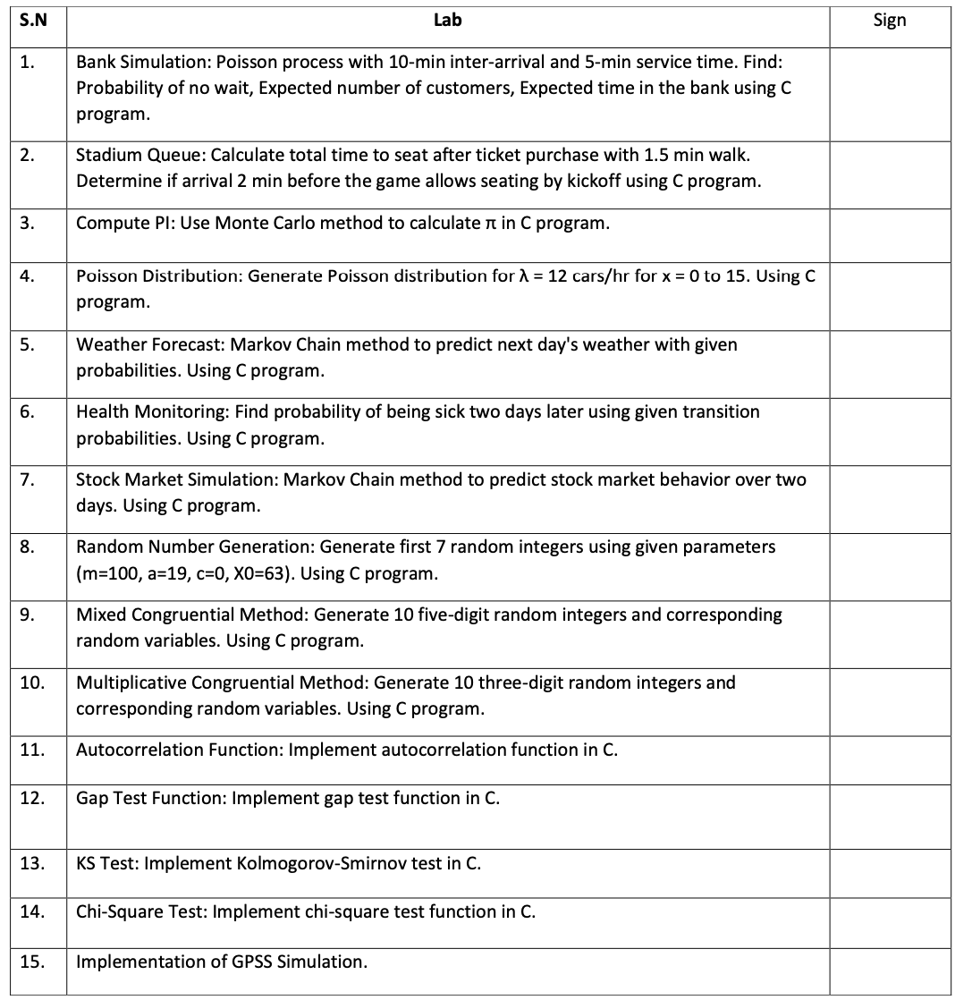 S.N Lab Sign
1. Bank Simulation: Poisson process with 10-min inter-arrival and 5-min service time. Find:
Probability of no wait, Expected number of customers, Expected time in the bank using C
program.
2. Stadium Queue: Calculate total time to seat after ticket purchase with 1.5 min walk.
Determine if arrival 2 min before the game allows seating by kickoff using C program.
3. Compute PI: Use Monte Carlo method to calculate π in C program.
4. Poisson Distribution: Generate Poisson distribution for λ = 12 cars/hr for x = 0 to 15. Using C
program.
5. Weather Forecast: Markov Chain method to predict next day's weather with given
probabilities. Using C program.
6. Health Monitoring: Find probability of being sick two days later using given transition
probabilities. Using C program.
7. Stock Market Simulation: Markov Chain method to predict stock market behavior over two
days. Using C program.
8. Random Number Generation: Generate first 7 random integers using given parameters
(m=100, a=19, c=0, X0=63). Using C program.
9. Mixed Congruential Method: Generate 10 five-digit random integers and corresponding
random variables. Using C program.
10. Multiplicative Congruential Method: Generate 10 three-digit random integers and
corresponding random variables. Using C program.
11. Autocorrelation Function: Implement autocorrelation function in C.
12. Gap Test Function: Implement gap test function in C.
13. KS Test: Implement Kolmogorov-Smirnov test in C.
14. Chi-Square Test: Implement chi-square test function in C.
15. Implementation of GPSS Simulation.